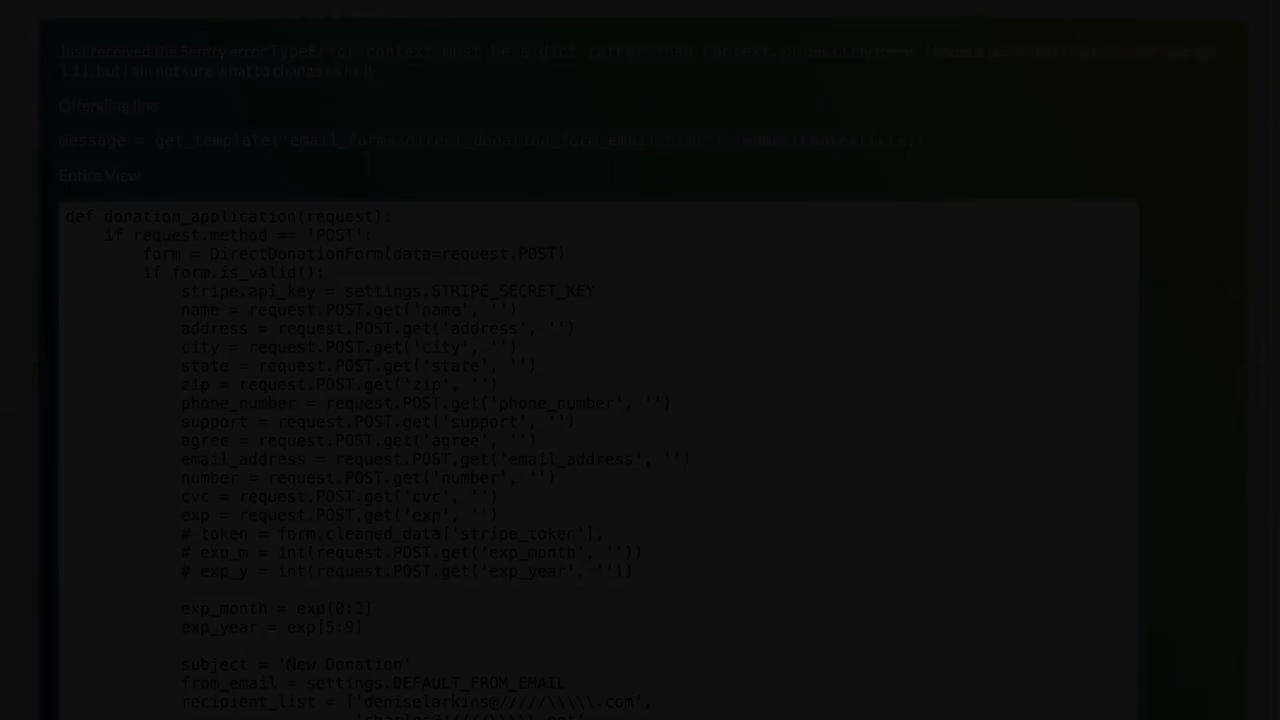 Just received the Sentry error TypeError context must be a dict rather than Context.
1.11, but I am not sure what to change to fix it.
Offending line
message = get_template('email_forms/direct_donation_form_email.html').render(Context(ctx))
Entire View
def donation_application(request):
    if request.method == 'POST':
        form = DirectDonationForm(data=request.POST)
        if form.is_valid():
            stripe.api_key = settings.STRIPE_SECRET_KEY
            name = request.POST.get('name', '')
            address = request.POST.get('address', '')
            city = request.POST.get('city', '')
            state = request.POST.get('state', '')
            zip = request.POST.get('zip', '')
            phone_number = request.POST.get('phone_number', '')
            support = request.POST.get('support', '')
            agree = request.POST.get('agree', '')
            email_address = request.POST.get('email_address', '')
            number = request.POST.get('number', '')
            cvc = request.POST.get('cvc', '')
            exp = request.POST.get('exp', '')
            # token = form.cleaned_data['stripe_token'],
            # exp_m = int(request.POST.get('exp_month', ''))
            # exp_y = int(request.POST.get('exp_year', ''))
            exp_month = exp[0:2]
            exp_year = exp[5:9]
            subject = 'New Donation'
            from_email = settings.DEFAULT_FROM_EMAIL
            recipient_list = ['deniselarkins@/////\\\\\.com',